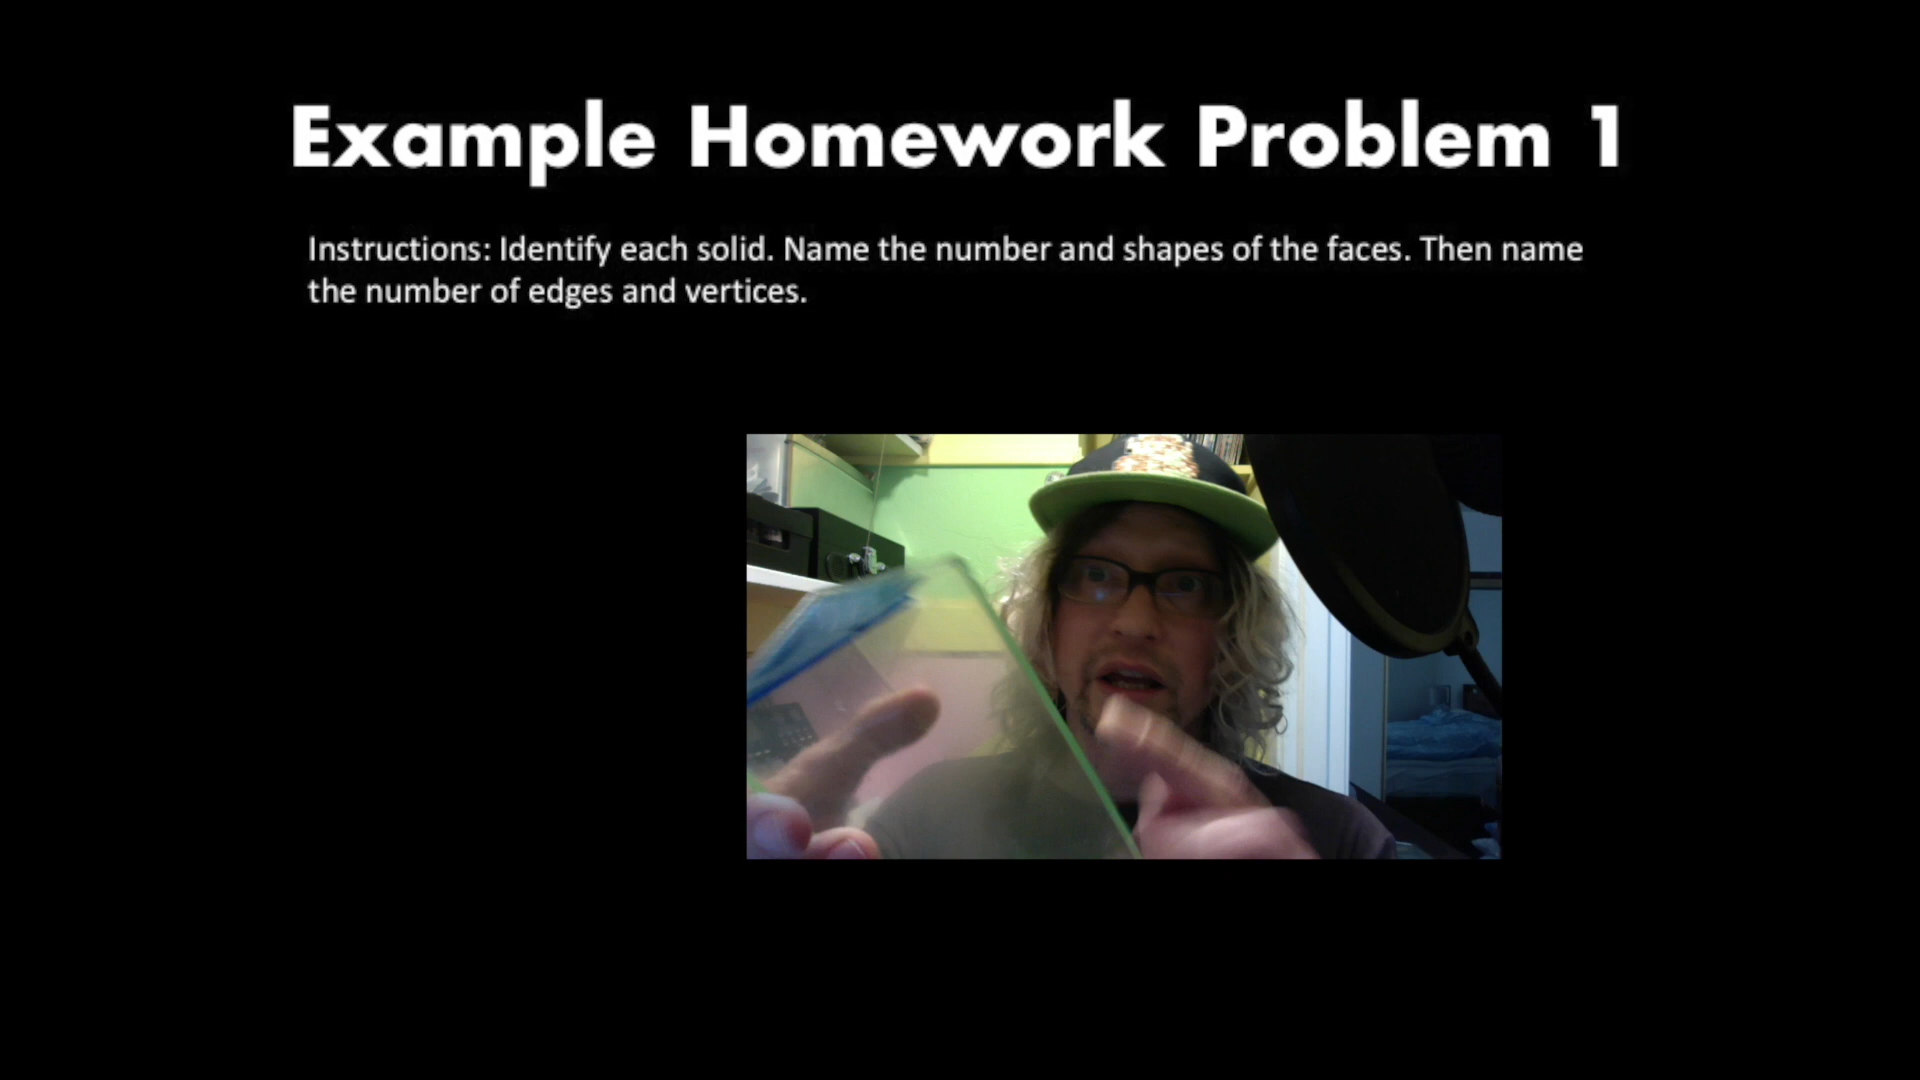 Example Homework Problem 1
Instructions: Identify each solid. Name the number and shapes of the faces. Then name
the number of edges and vertices.